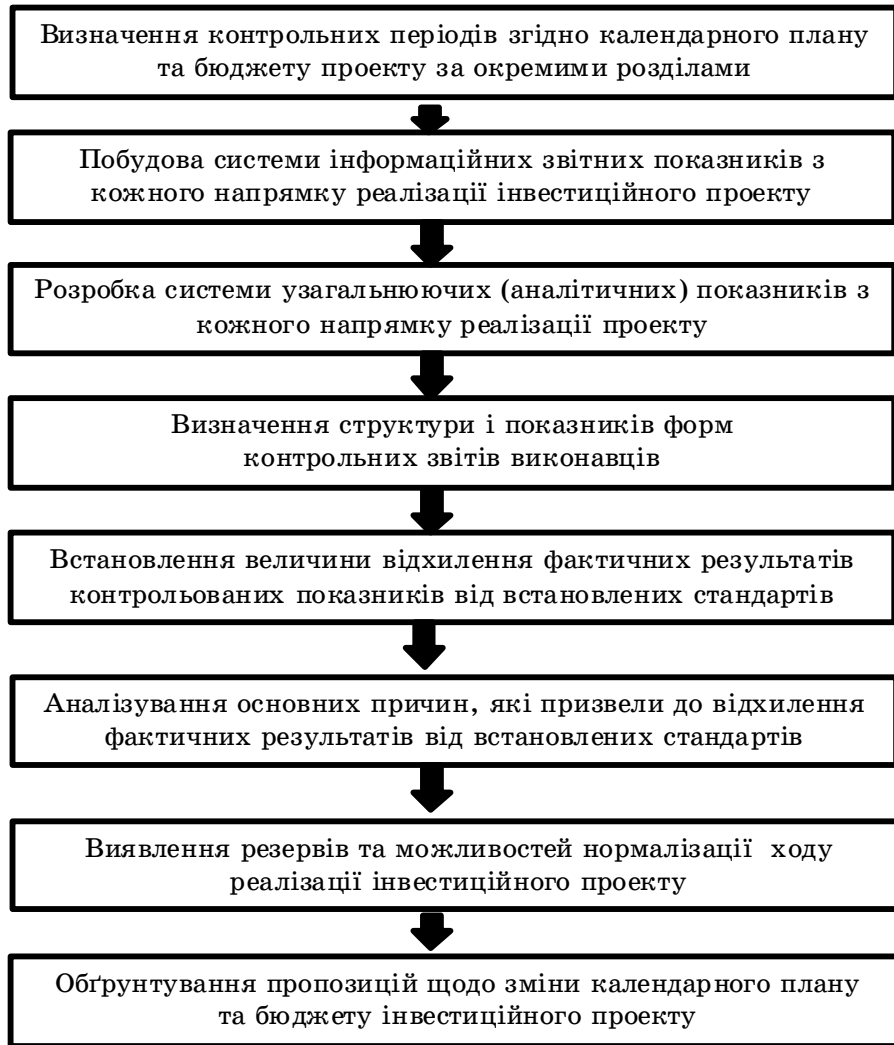 Визначення контрольних періодів згідно календарного плану
та бюджету проекту за окремими розділами
Побудова системи інформаційних звітних показників з
кожного напрямку реалізації інвестиційного проекту
Розробка системи узагальнюючих (аналітичних) показників з
кожного напрямку реалізації проекту
Визначення структури і показників форм
контрольних звітів виконавців
Встановлення величини відхилення фактичних результатів
контрольованих показників від встановлених стандартів
Аналізування основних причин, які призвели до відхилення
фактичних результатів від встановлених стандартів
Виявлення резервів та можливостей нормалізації ходу
реалізації інвестиційного проекту
Обґрунтування пропозицій щодо зміни календарного плану
та бюджету інвестиційного проекту